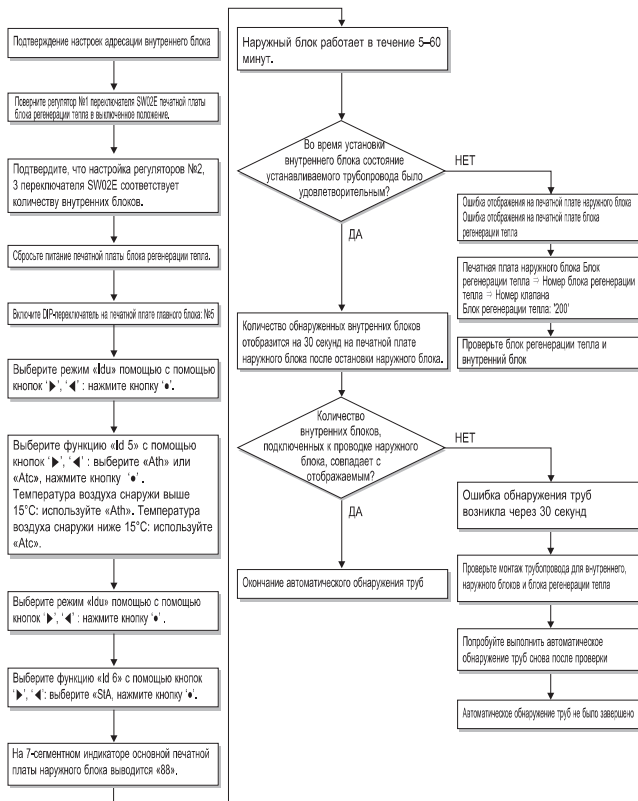 Подтверждение настроек адресации внутреннего блока
Поверните регулятор №1 переключателя SW02E печатной платы
блока регенерации тепла в выключенное положение.
Подтвердите, что настройка регуляторов №2,
3 переключателя SW02E соответствует
количеству внутренних блоков.
Сбросьте питание печатной платы блока регенерации тепла.
Включите DIP-переключатель на печатной плате главного блока: №5
Выберите режим «Idu» помощью с помощью
кнопок ‘▶’, ‘◀’ : нажмите кнопку ‘●’.
Выберите функцию «Id 5» с помощью
кнопок ‘▶’, ‘◀’ : выберите «Ath» или
«Atc», нажмите кнопку ‘●’.
Температура воздуха снаружи выше
15°C: используйте «Ath». Температура
воздуха снаружи ниже 15°C: используйте
«Atc».
Выберите режим «Idu» помощью с помощью
кнопок ‘▶’, ‘◀’ : нажмите кнопку ‘●’.
Выберите функцию «Id 6» с помощью кнопок
‘▶’, ‘◀’: выберите «StA, нажмите кнопку ‘●’.
На 7-сегментном индикаторе основной печатной
платы наружного блока выводится «88».
Наружный блок работает в течение 5–60
минут.
Во время установки
внутреннего блока состояние
устанавливаемого трубопровода было
удовлетворительным?
НЕТ
ДА
Ошибка отображения на печатной плате наружного блока
Ошибка отображения на печатной плате блока
регенерации тепла
Печатная плата наружного блока Блок
регенерации тепла ⇒ Номер блока регенерации
тепла ⇒ Номер клапана
Блок регенерации тепла: '200'
Проверьте блок регенерации тепла и
внутренний блок
Количество обнаруженных внутренних блоков
отобразится на 30 секунд на печатной плате
наружного блока после остановки наружного блока.
Количество
внутренних блоков,
подключенных к проводке наружного
блока, совпадает с
отображаемым?
НЕТ
ДА
Окончание автоматического обнаружения труб
Ошибка обнаружения труб
возникла через 30 секунд
Проверьте монтаж трубопровода для внутреннего,
наружного блоков и блока регенерации тепла
Попробуйте выполнить автоматическое
обнаружение труб снова после проверки
Автоматическое обнаружение труб не было завершено